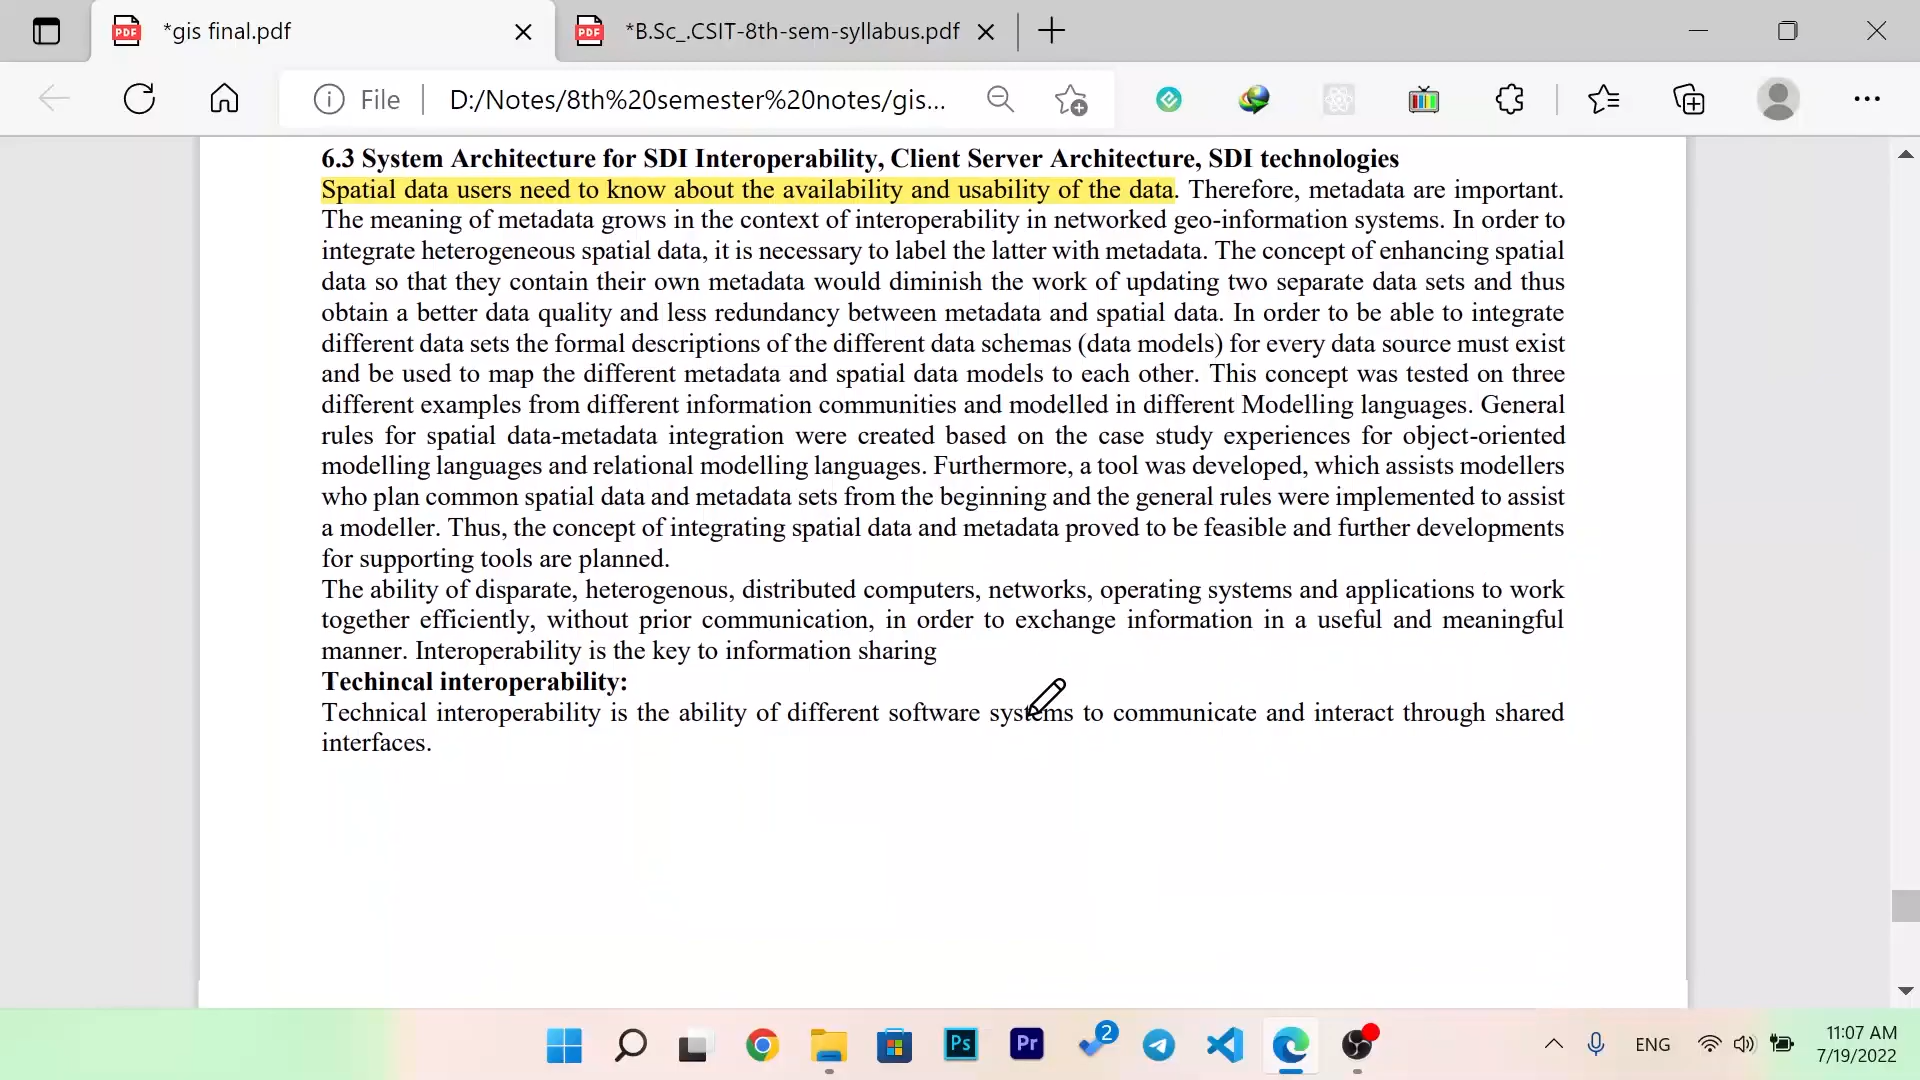 *gis final.pdf
*B.Sc_.CSIT-8th-sem-syllabus.pdf
File
D:/Notes/8th%20semester%20notes/gis...
6.3 System Architecture for SDI Interoperability, Client Server Architecture, SDI technologies
Spatial data users need to know about the availability and usability of the data. Therefore, metadata are important.
The meaning of metadata grows in the context of interoperability in networked geo-information systems. In order to
integrate heterogeneous spatial data, it is necessary to label the latter with metadata. The concept of enhancing spatial
data so that they contain their own metadata would diminish the work of updating two separate data sets and thus
obtain a better data quality and less redundancy between metadata and spatial data. In order to be able to integrate
different data sets the formal descriptions of the different data schemas (data models) for every data source must exist
and be used to map the different metadata and spatial data models to each other. This concept was tested on three
different examples from different information communities and modelled in different Modelling languages. General
rules for spatial data-metadata integration were created based on the case study experiences for object-oriented
modelling languages and relational modelling languages. Furthermore, a tool was developed, which assists modellers
who plan common spatial data and metadata sets from the beginning and the general rules were implemented to assist
a modeller. Thus, the concept of integrating spatial data and metadata proved to be feasible and further developments
for supporting tools are planned.
The ability of disparate, heterogenous, distributed computers, networks, operating systems and applications to work
together efficiently, without prior communication, in order to exchange information in a useful and meaningful
manner. Interoperability is the key to information sharing
Techincal interoperability:
Technical interoperability is the ability of different software systems to communicate and interact through shared
interfaces.
PDF
PDF
Ps
Pr
2
ENG
11:07 AM
7/19/2022